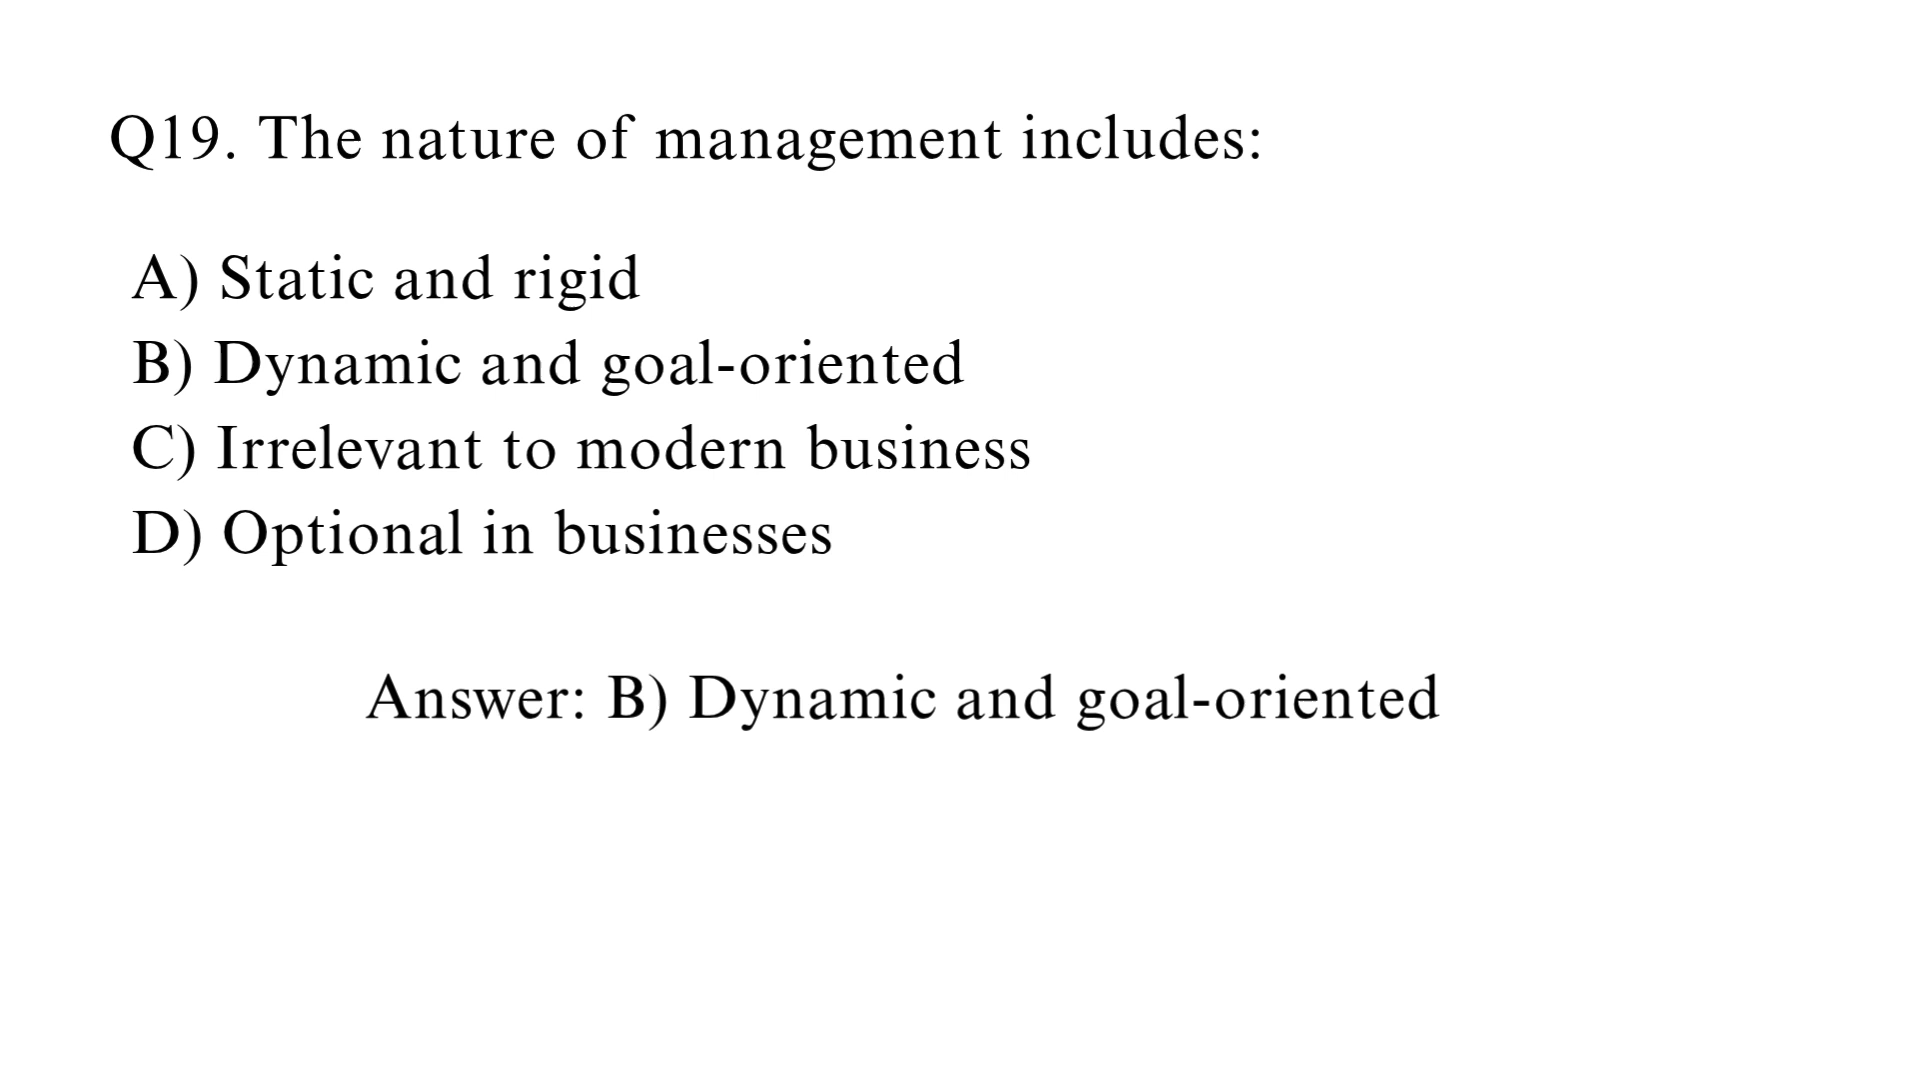 Q19. The nature of management includes:
A) Static and rigid
B) Dynamic and goal-oriented
C) Irrelevant to modern business
D) Optional in businesses
Answer: B) Dynamic and goal-oriented